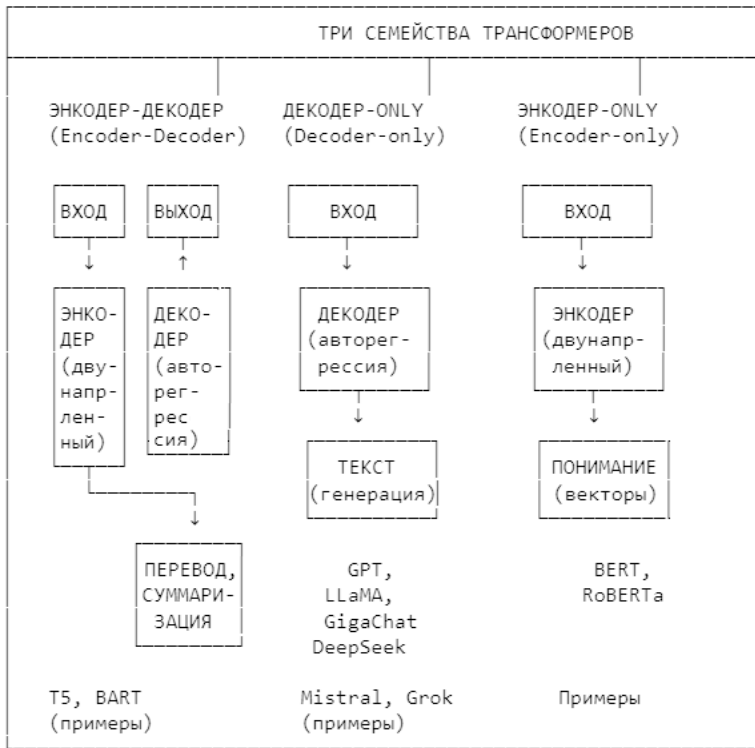 ТРИ СЕМЕЙСТВА ТРАНСФОРМЕРОВ
ЭНКОДЕР-ДЕКОДЕР
(Encoder-Decoder)
ДЕКОДЕР-ONLY
(Decoder-only)
ЭНКОДЕР-ONLY
(Encoder-only)
ВХОД
ВЫХОД
ВХОД
ВХОД
ЭНКО-
ДЕР
(дву-
напр-
лен-
ный)
ДЕКО-
ДЕР
(авто-
рег-
рес
сия)
ДЕКОДЕР
(авторег-
рессия)
ЭНКОДЕР
(двунапр-
ленный)
ТЕКСТ
(генерация)
ПОНИМАНИЕ
(векторы)
ПЕРЕВОД,
СУММАРИ-
ЗАЦИЯ
GPT,
LLaMA,
GigaChat
DeepSeek
BERT,
RoBERTa
T5, BART
(примеры)
Mistral, Grok
(примеры)
Примеры